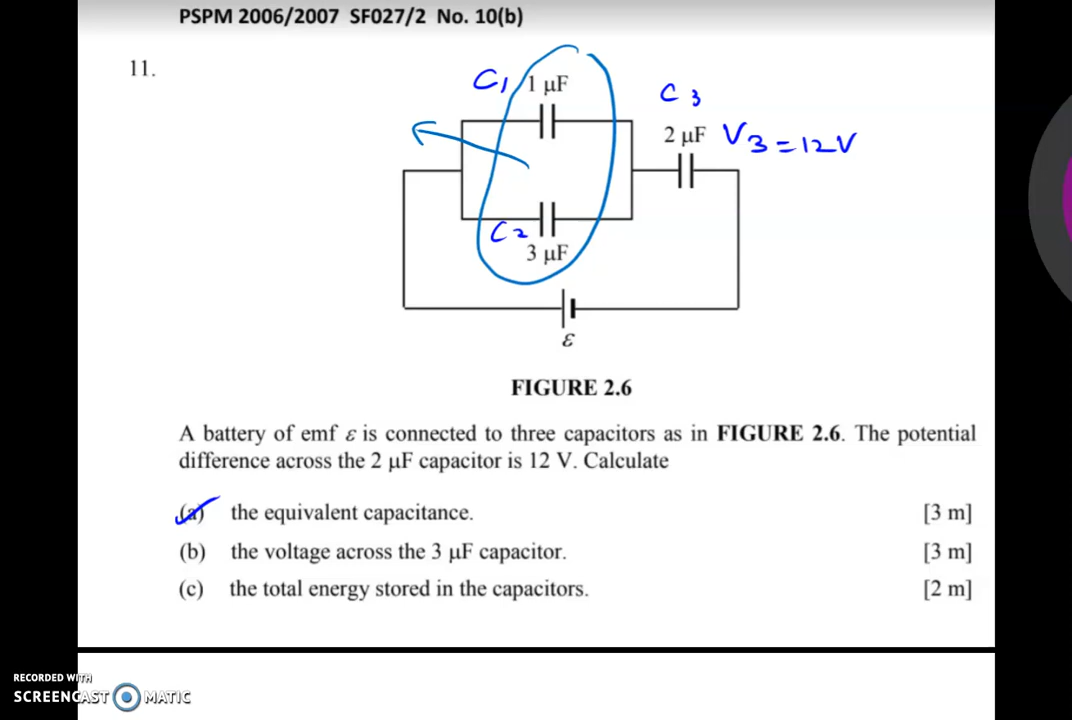 PSPM 2006/2007 SF027/2 No. 10(b)
11.
C1 1 µF
C3
2 µF V3 = 12V
C2
3 µF
ε
FIGURE 2.6
A battery of emf ε is connected to three capacitors as in FIGURE 2.6. The potential
difference across the 2 µF capacitor is 12 V. Calculate
(a) the equivalent capacitance. [3 m]
(b) the voltage across the 3 µF capacitor. [3 m]
(c) the total energy stored in the capacitors. [2 m]
RECORDED WITH
SCREENCAST MATIC